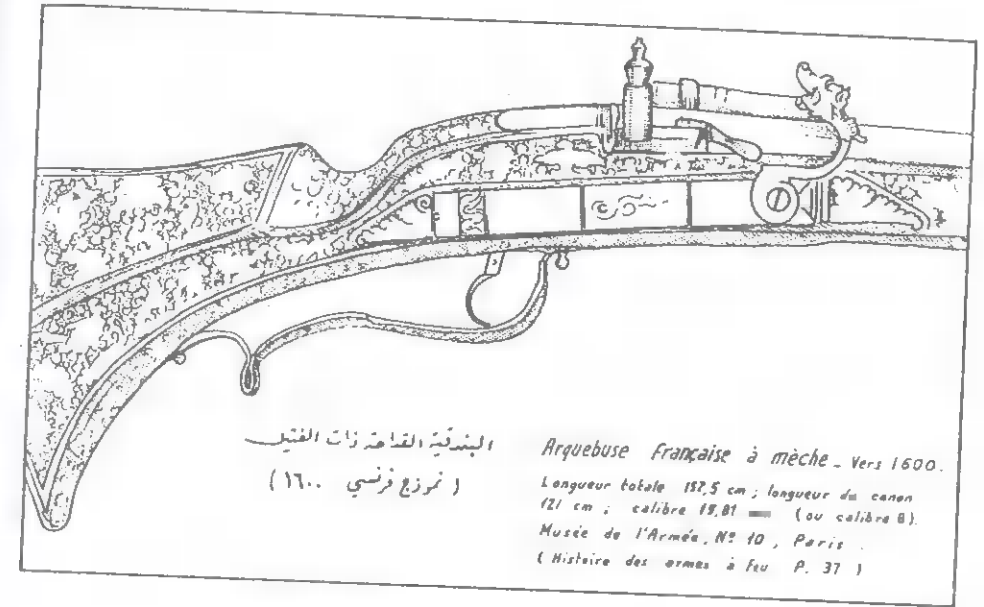 البندقية القداحة ذات الفتيل
( نموذج فرنسي ١٦٠٠ )
Arquebuse Française à mèche _ Vers 1600.
Longueur totale 157,5 cm ; longueur du canon
121 cm ; calibre 19,81 (ou calibre 8).
Musée de l'Armée, Nº 10, Paris.
( Histoire des armes à feu P. 37 )